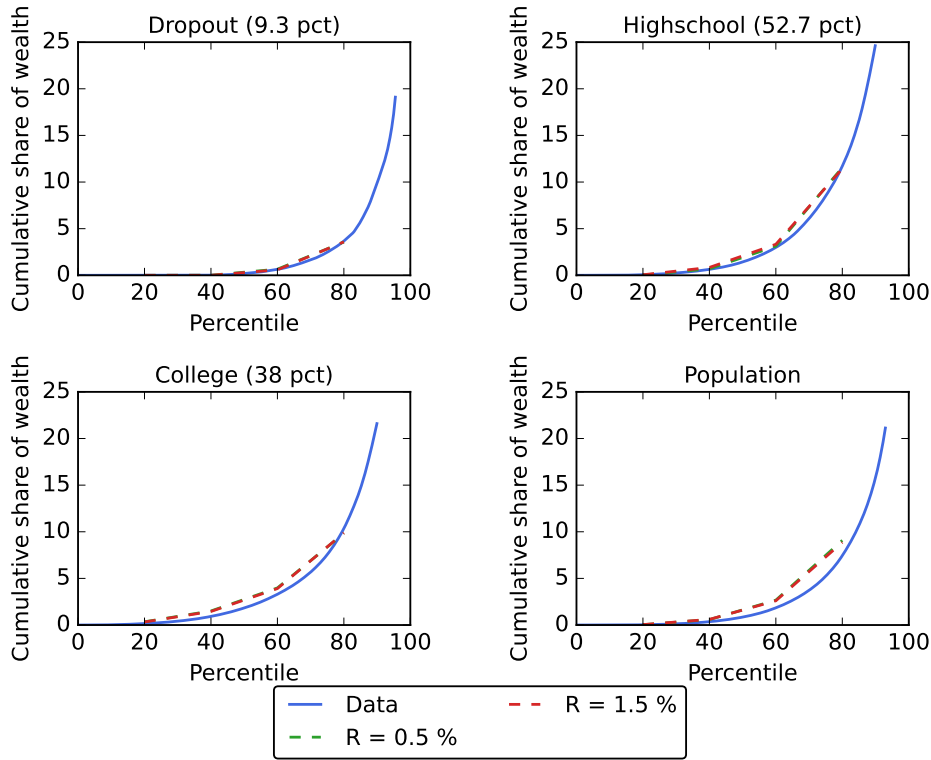 Dropout (9.3 pct)
Cumulative share of wealth
25
20
15
10
5
0
0 20 40 60 80 100
Percentile
Highschool (52.7 pct)
Cumulative share of wealth
25
20
15
10
5
0
0 20 40 60 80 100
Percentile
College (38 pct)
Cumulative share of wealth
25
20
15
10
5
0
0 20 40 60 80 100
Percentile
Population
Cumulative share of wealth
25
20
15
10
5
0
0 20 40 60 80 100
Percentile
Data
R = 0.5 %
R = 1.5 %